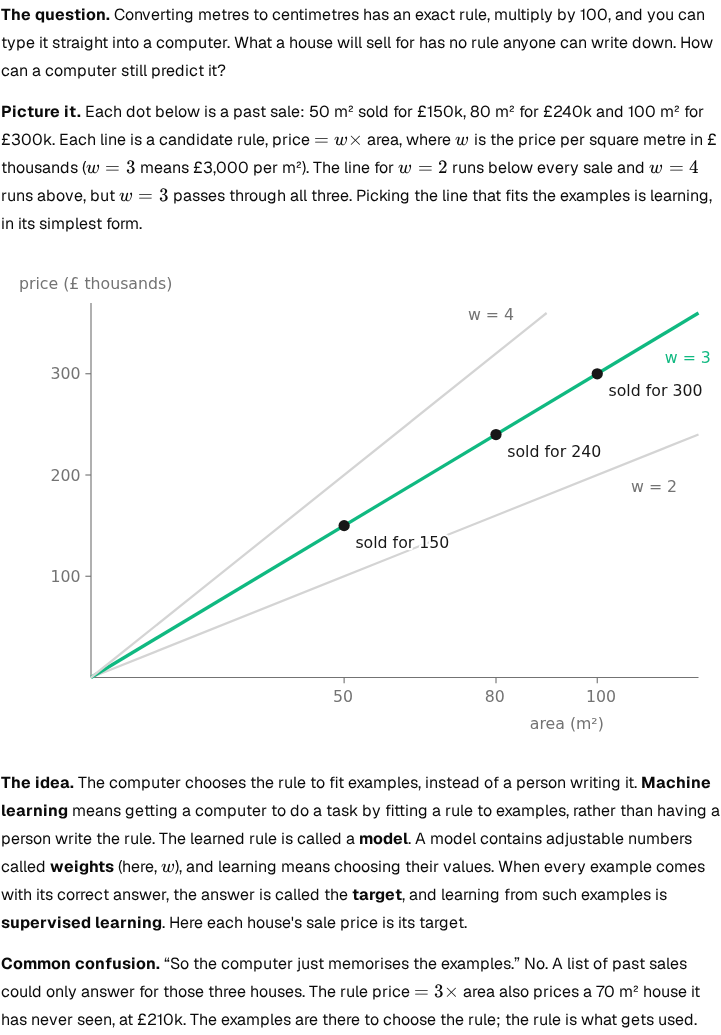 The question. Converting metres to centimetres has an exact rule, multiply by 100, and you can
type it straight into a computer. What a house will sell for has no rule anyone can write down. How
can a computer still predict it?
Picture it. Each dot below is a past sale: 50 m² sold for £150k, 80 m² for £240k and 100 m² for
£300k. Each line is a candidate rule, price = w× area, where w is the price per square metre in £
thousands (w = 3 means £3,000 per m²). The line for w = 2 runs below every sale and w = 4
runs above, but w = 3 passes through all three. Picking the line that fits the examples is learning,
in its simplest form.
price (£ thousands)
w = 4
w = 3
300
sold for 300
sold for 240
200
w = 2
sold for 150
100
50
80
100
area (m²)
The idea. The computer chooses the rule to fit examples, instead of a person writing it. Machine
learning means getting a computer to do a task by fitting a rule to examples, rather than having a
person write the rule. The learned rule is called a model. A model contains adjustable numbers
called weights (here, w), and learning means choosing their values. When every example comes
with its correct answer, the answer is called the target, and learning from such examples is
supervised learning. Here each house's sale price is its target.
Common confusion. “So the computer just memorises the examples.” No. A list of past sales
could only answer for those three houses. The rule price = 3× area also prices a 70 m² house it
has never seen, at £210k. The examples are there to choose the rule; the rule is what gets used.